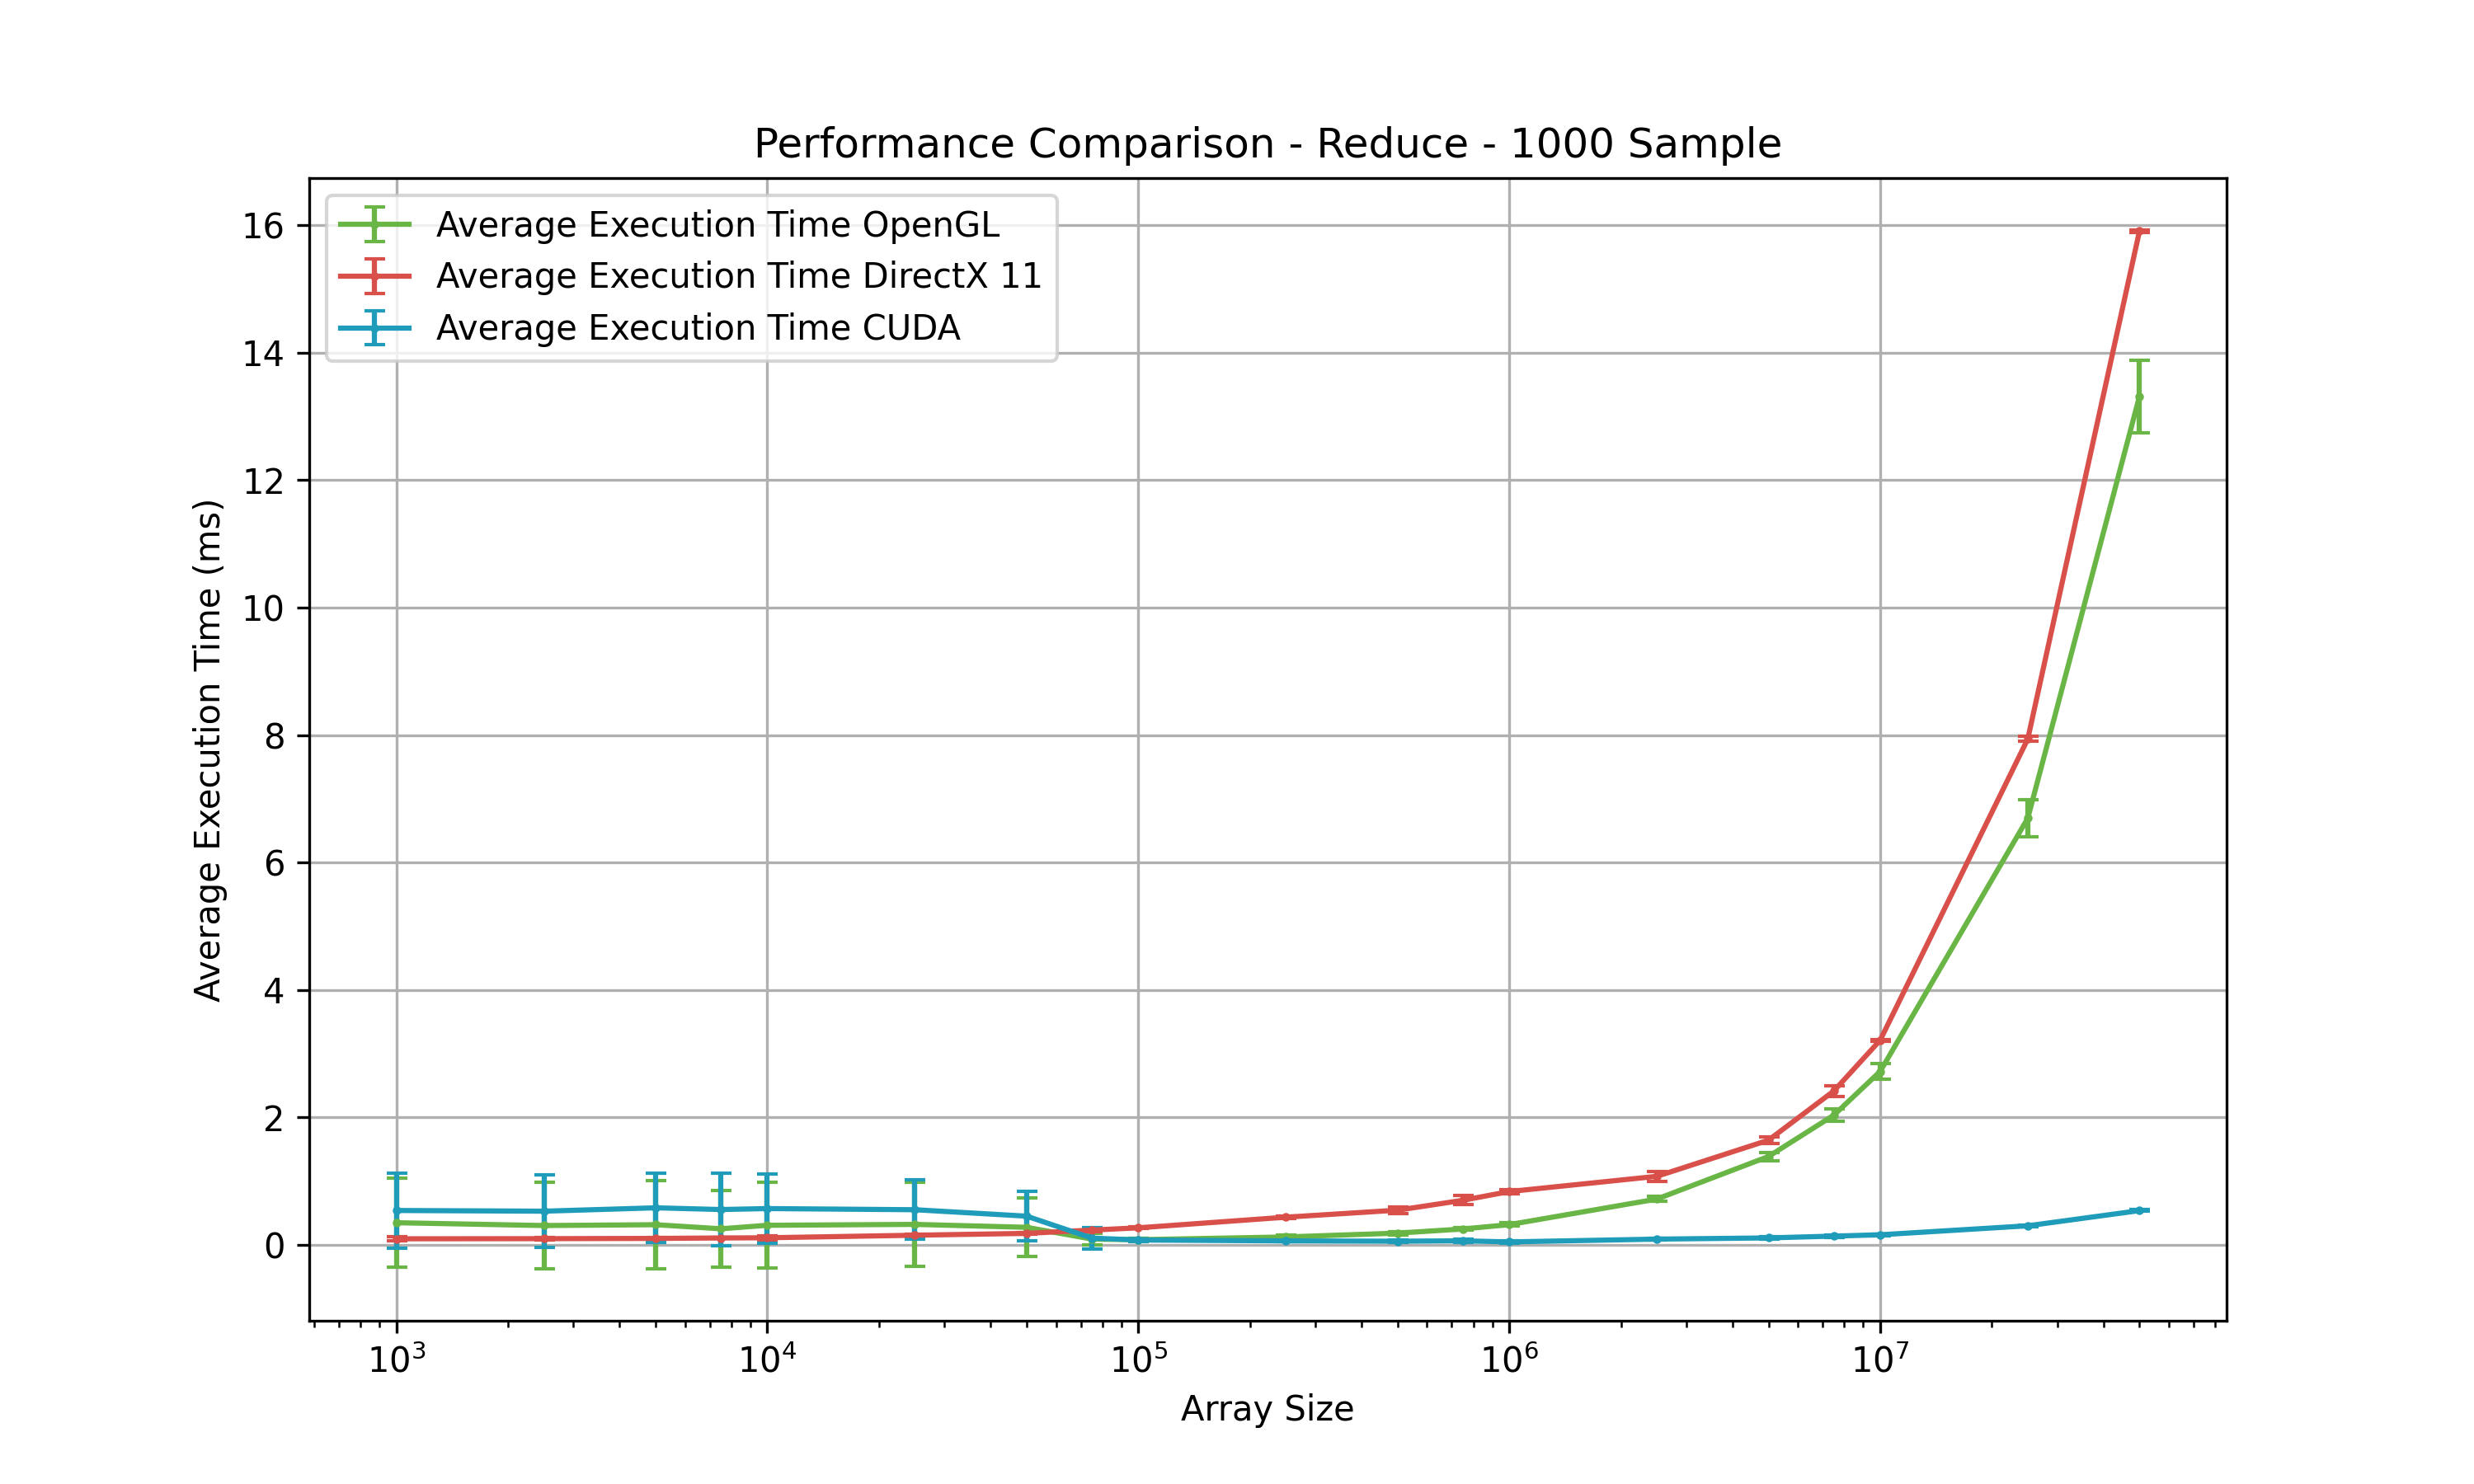 Performance Comparison - Reduce - 1000 Sample
Average Execution Time OpenGL
Average Execution Time DirectX 11
Average Execution Time CUDA
Average Execution Time (ms)
16
14
12
10
8
6
4
2
0
10³ 10⁴ 10⁵ 10⁶ 10⁷
Array Size